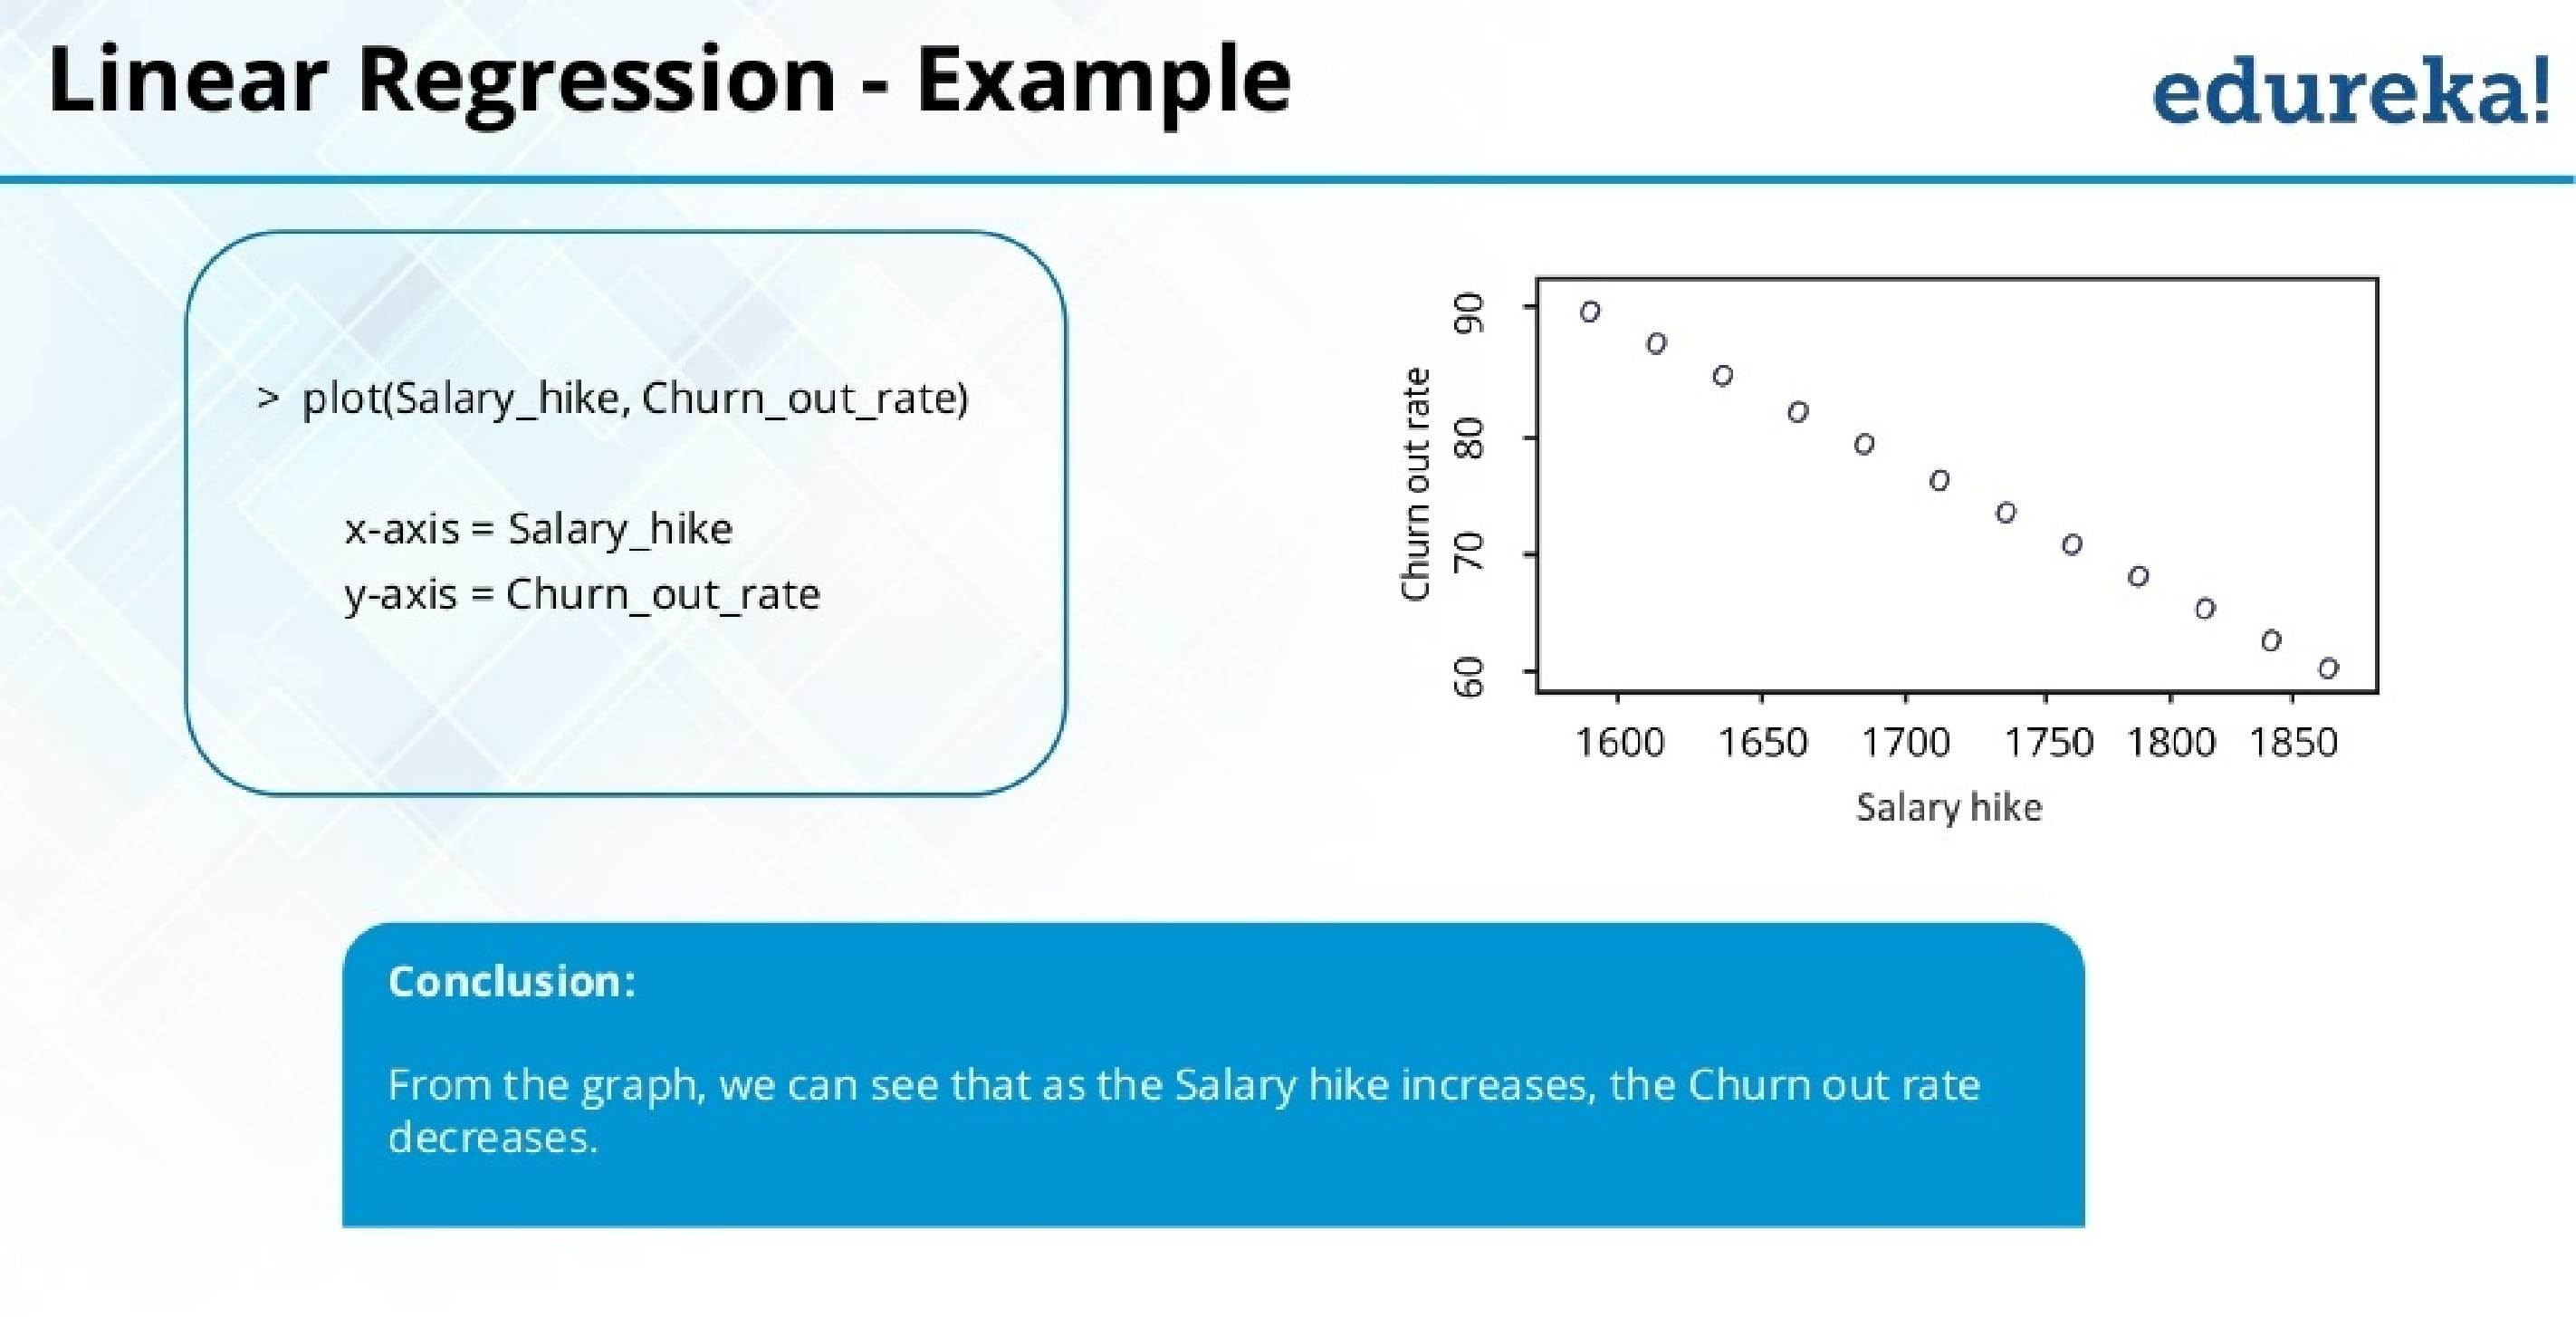 Linear Regression - Example
edureka!
> plot(Salary_hike, Churn_out_rate)
x-axis = Salary_hike
y-axis = Churn_out_rate
Churn out rate
90
80
70
60
1600 1650 1700 1750 1800 1850
Salary hike
Conclusion:
From the graph, we can see that as the Salary hike increases, the Churn out rate
decreases.